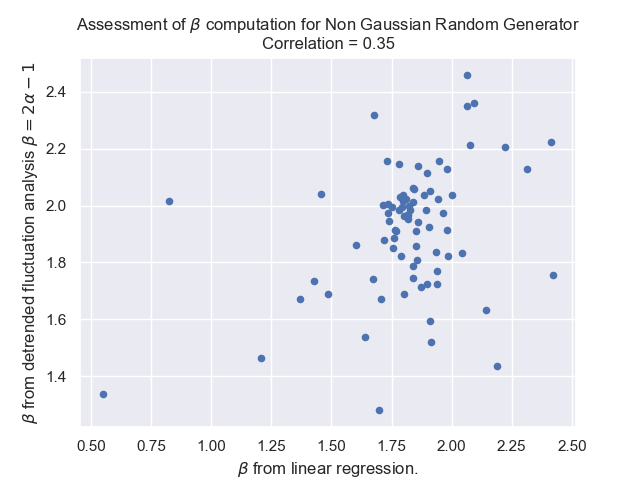 Assessment of β computation for Non Gaussian Random Generator
Correlation = 0.35
β from detrended fluctuation analysis β = 2α − 1
2.4
2.2
2.0
1.8
1.6
1.4
0.50 0.75 1.00 1.25 1.50 1.75 2.00 2.25 2.50
β from linear regression.